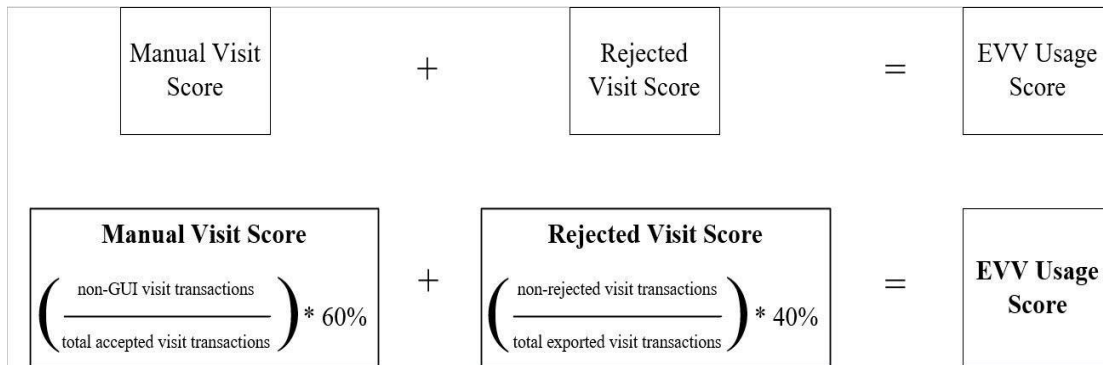 Manual Visit
Score
+
Rejected
Visit Score
=
EVV Usage
Score
Manual Visit Score
non-GUI visit transactions
total accepted visit transactions
( ) * 60%
+
Rejected Visit Score
non-rejected visit transactions
total exported visit transactions
( ) * 40%
=
EVV Usage
Score